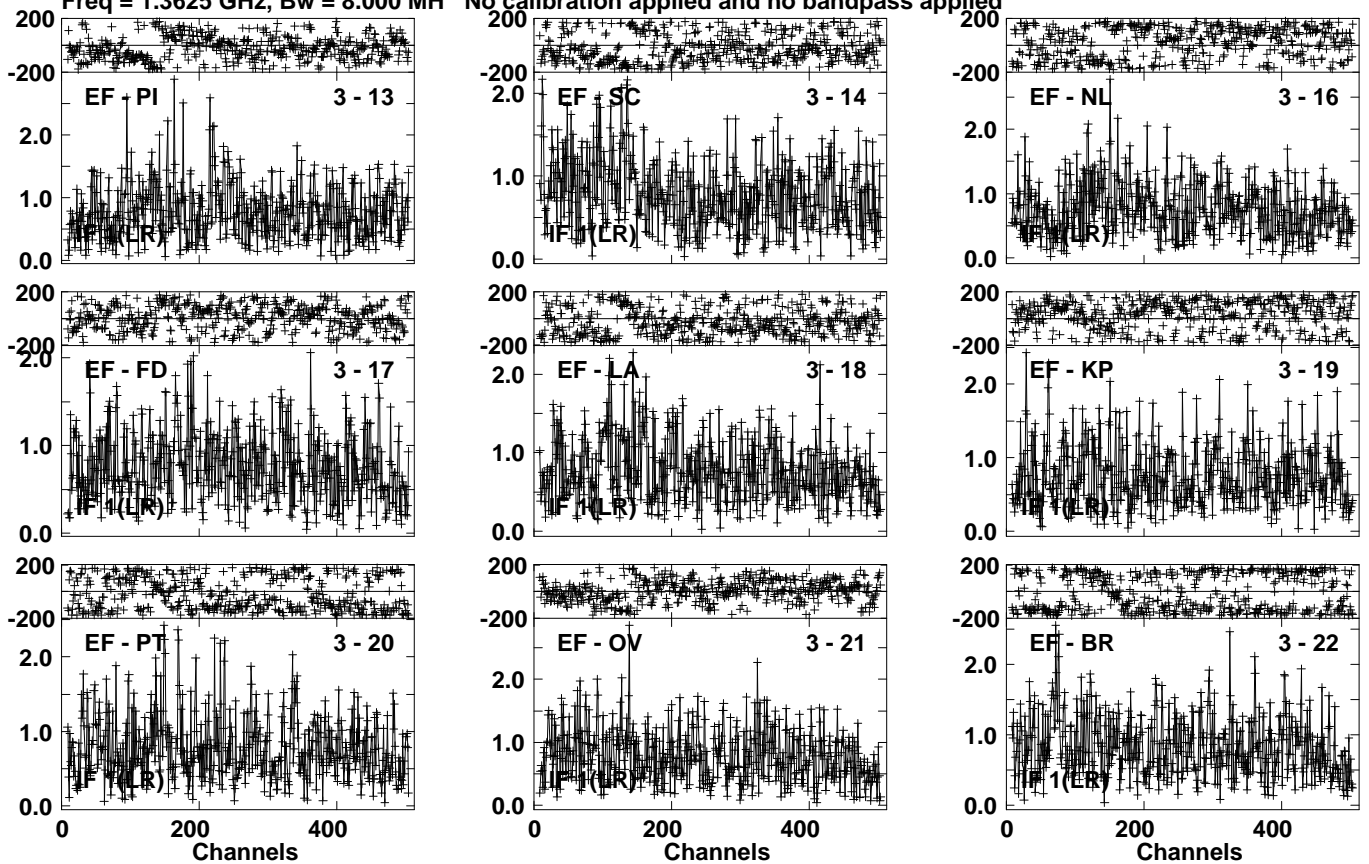 Freq = 1.3625 GHz, Bw = 8.000 MH No calibration applied and no bandpass applied
200
-200
EF - PI 3 - 13
2.0
1.0
IF 1(LR)
0.0
200
-200
2.0
EF - SC 3 - 14
1.0
IF 1(LR)
0.0
200
-200
EF - NL 3 - 16
2.0
1.0
IF 1(LR)
0.0
200
-200
2.0
EF - FD 3 - 17
1.0
IF 1(LR)
0.0
200
-200
EF - LA 3 - 18
2.0
1.0
IF 1(LR)
0.0
200
-200
EF - KP 3 - 19
2.0
1.0
IF 1(LR)
0.0
200
-200
EF - PT 3 - 20
2.0
1.0
IF 1(LR)
0.0
0 200 400
Channels
200
-200
EF - OV 3 - 21
2.0
1.0
IF 1(LR)
0.0
0 200 400
Channels
200
-200
EF - BR 3 - 22
2.0
1.0
IF 1(LR)
0.0
0 200 400
Channels